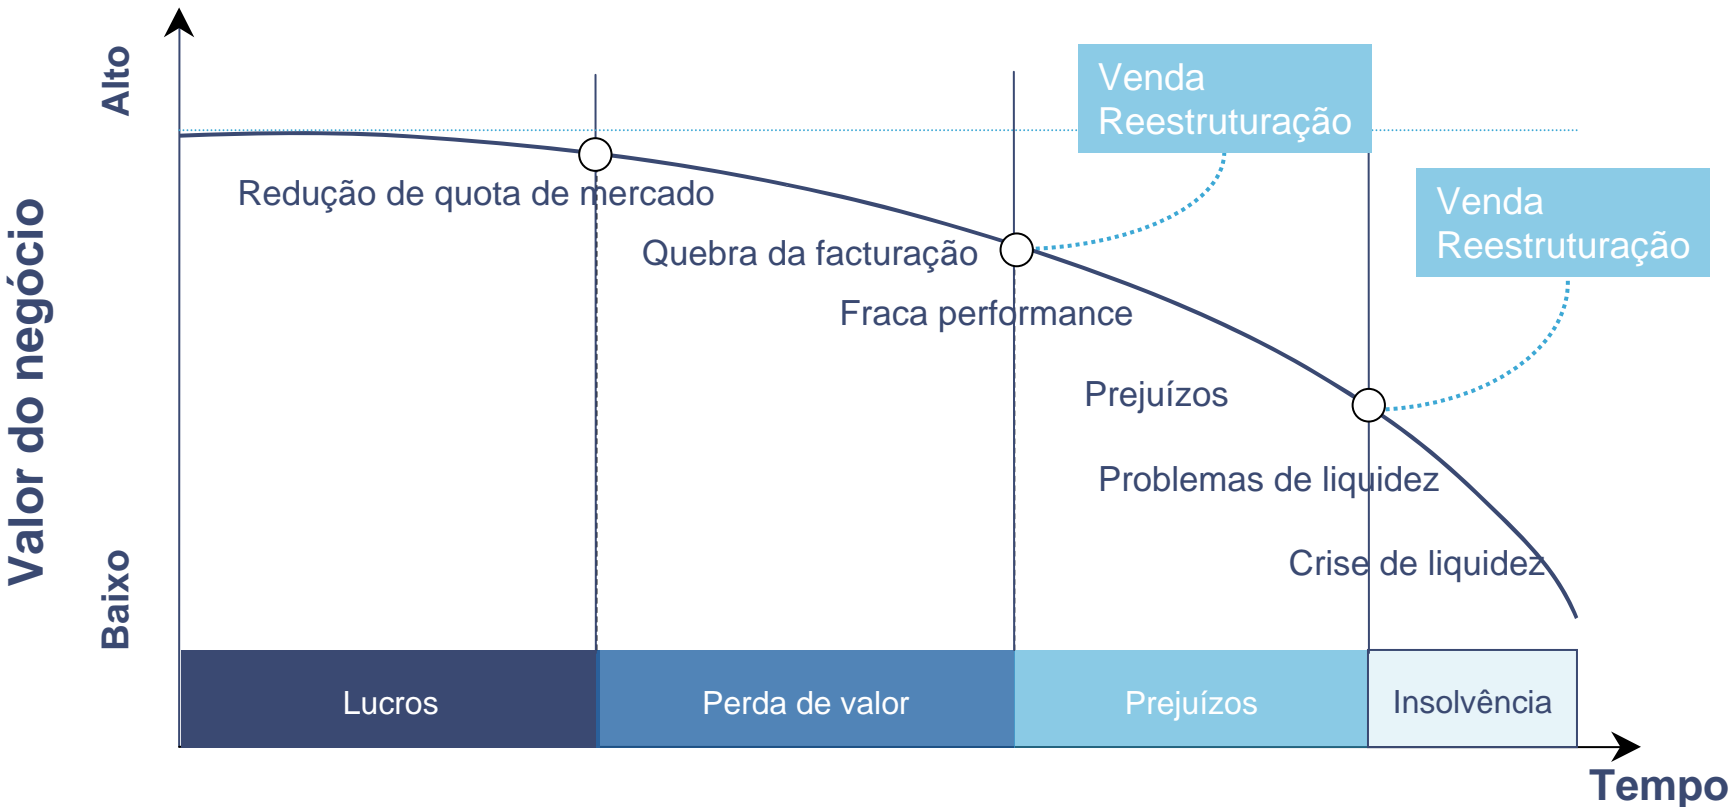 Alto
Venda
Reestruturação
Venda
Reestruturação
Redução de quota de mercado
Quebra da facturação
Fraca performance
Prejuízos
Problemas de liquidez
Crise de liquidez
Valor do negócio
Baixo
Lucros
Perda de valor
Prejuízos
Insolvência
Tempo